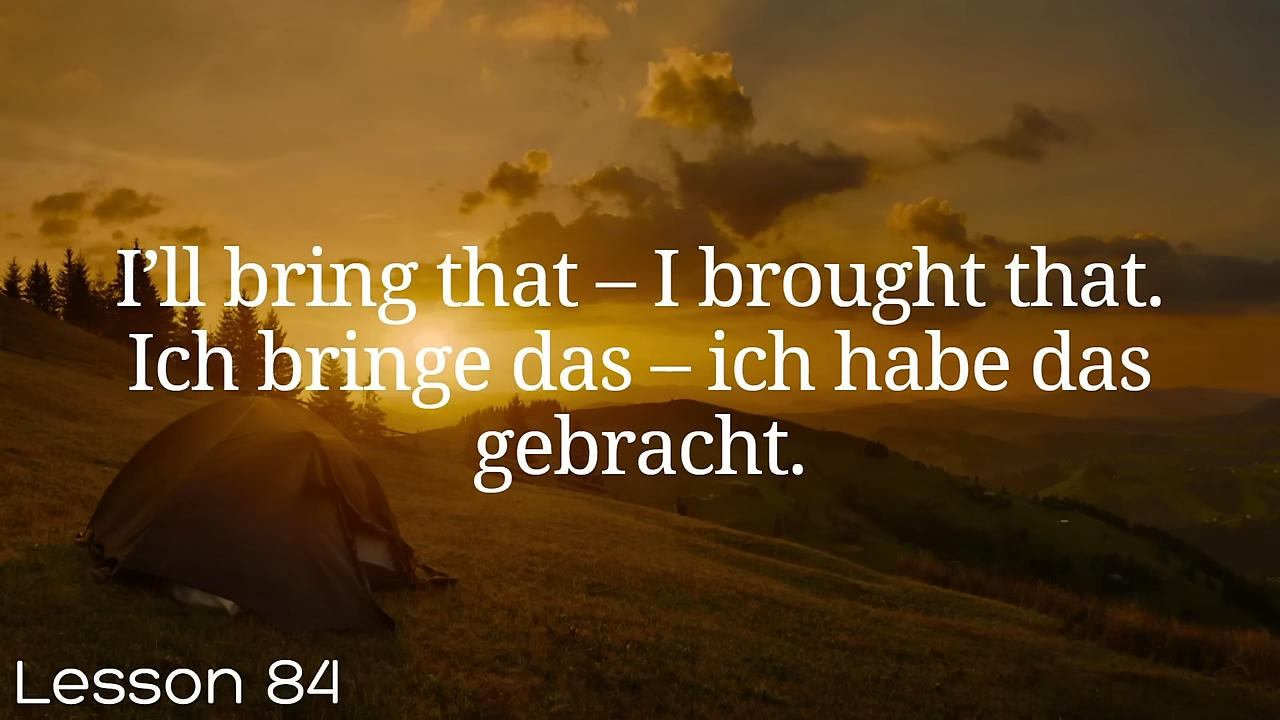 I’ll bring that – I brought that.
Ich bringe das – ich habe das
gebracht.
Lesson 84